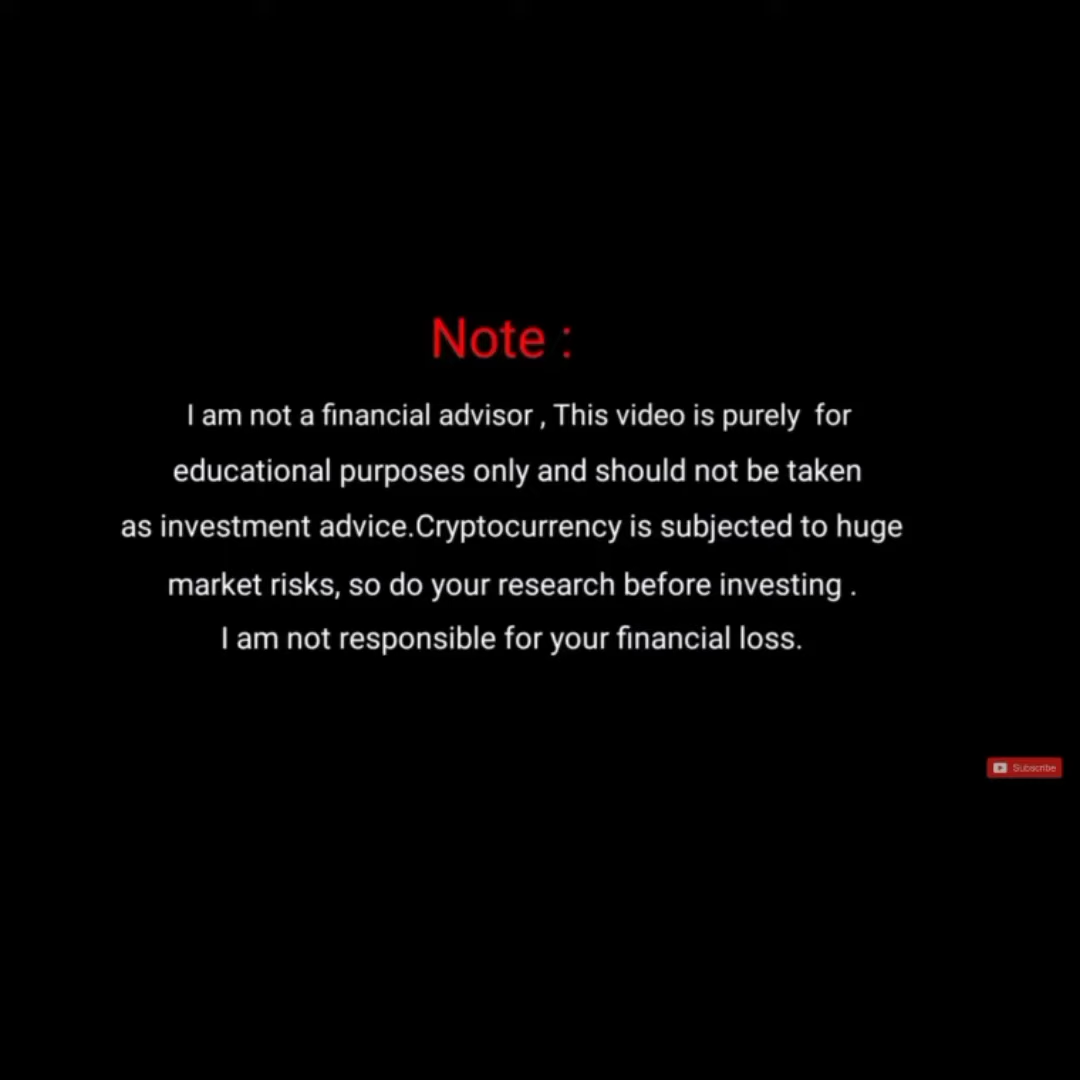 Note :
I am not a financial advisor , This video is purely  for
educational purposes only and should not be taken
as investment advice.Cryptocurrency is subjected to huge
market risks, so do your research before investing .
I am not responsible for your financial loss.
Subscribe